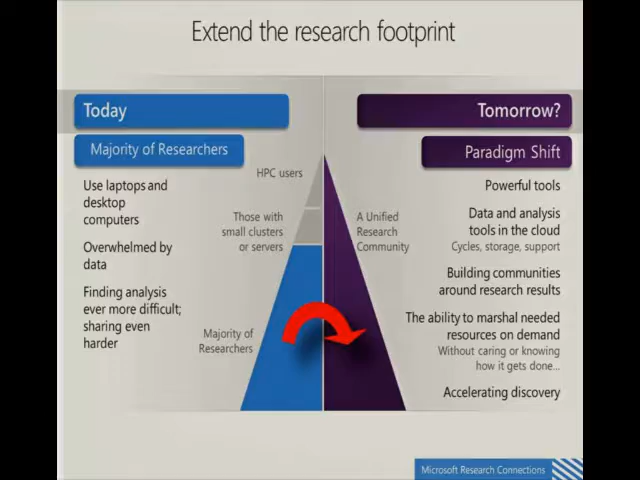 Extend the research footprint
Today
Majority of Researchers
Use laptops and
desktop
computers
Overwhelmed by
data
Finding analysis
ever more difficult;
sharing even
harder
HPC users
Those with
small clusters
or servers
Majority of
Researchers
A Unified
Research
Community
Tomorrow?
Paradigm Shift
Powerful tools
Data and analysis
tools in the cloud
Cycles, storage, support
Building communities
around research results
The ability to marshal needed
resources on demand
Without caring or knowing
how it gets done...
Accelerating discovery
Microsoft Research Connections